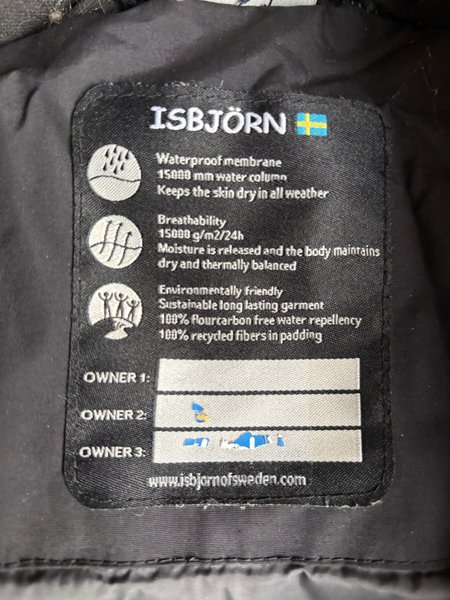 ISBJÖRN
Waterproof membrane
15000 mm water column
Keeps the skin dry in all weather
Breathability
15000 g/m2/24h
Moisture is released and the body maintains
dry and thermally balanced
Environmentally friendly
Sustainable long lasting garment
100% flourcarbon free water repellency
100% recycled fibers in padding
OWNER 1:
OWNER 2:
OWNER 3:
www.isbjornofsweden.com